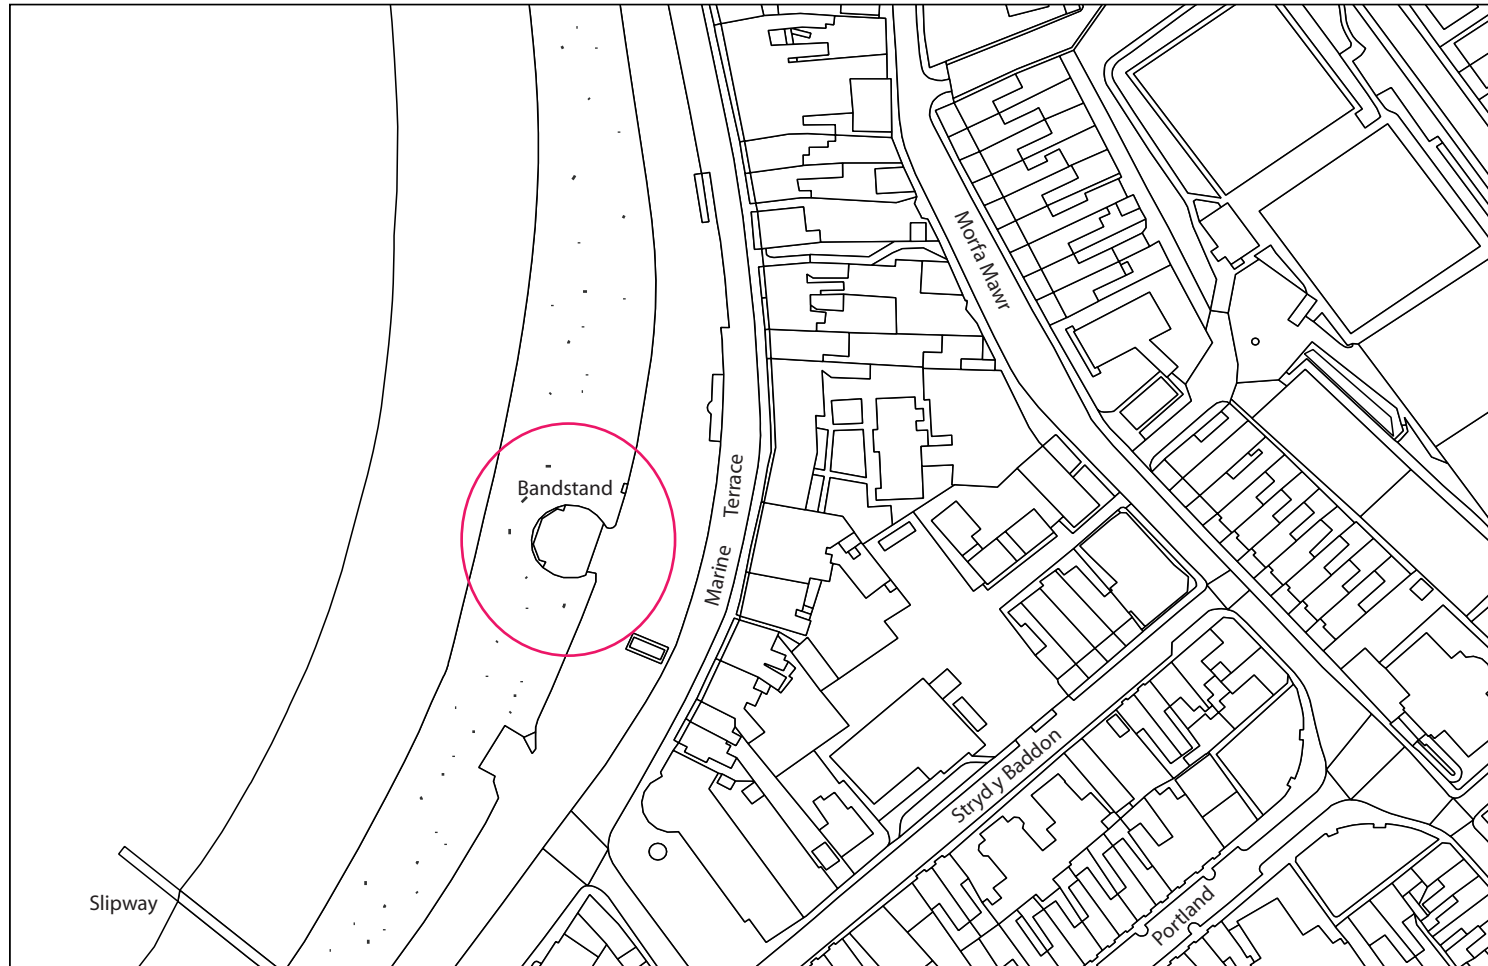 Morfa Mawr
Marine Terrace
Bandstand
Stryd y Baddon
Slipway
Portland